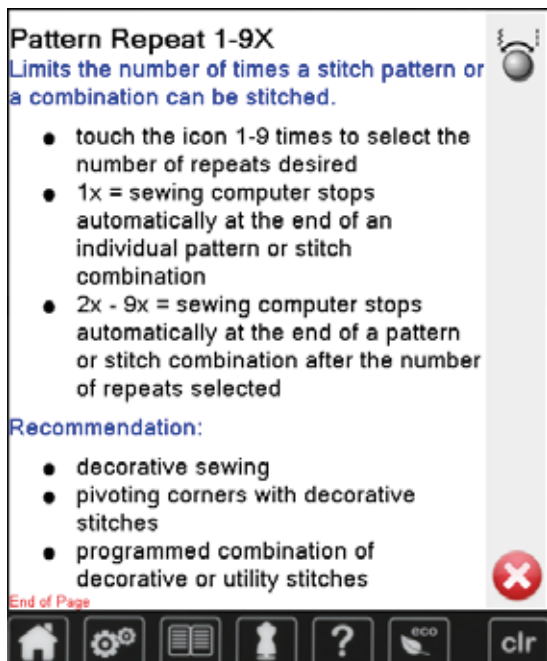 Pattern Repeat 1-9X
Limits the number of times a stitch pattern or
a combination can be stitched.
● touch the icon 1-9 times to select the
number of repeats desired
● 1x = sewing computer stops
automatically at the end of an
individual pattern or stitch
combination
● 2x - 9x = sewing computer stops
automatically at the end of a pattern
or stitch combination after the number
of repeats selected
Recommendation:
● decorative sewing
● pivoting corners with decorative
stitches
● programmed combination of
decorative or utility stitches
End of Page
? eco clr